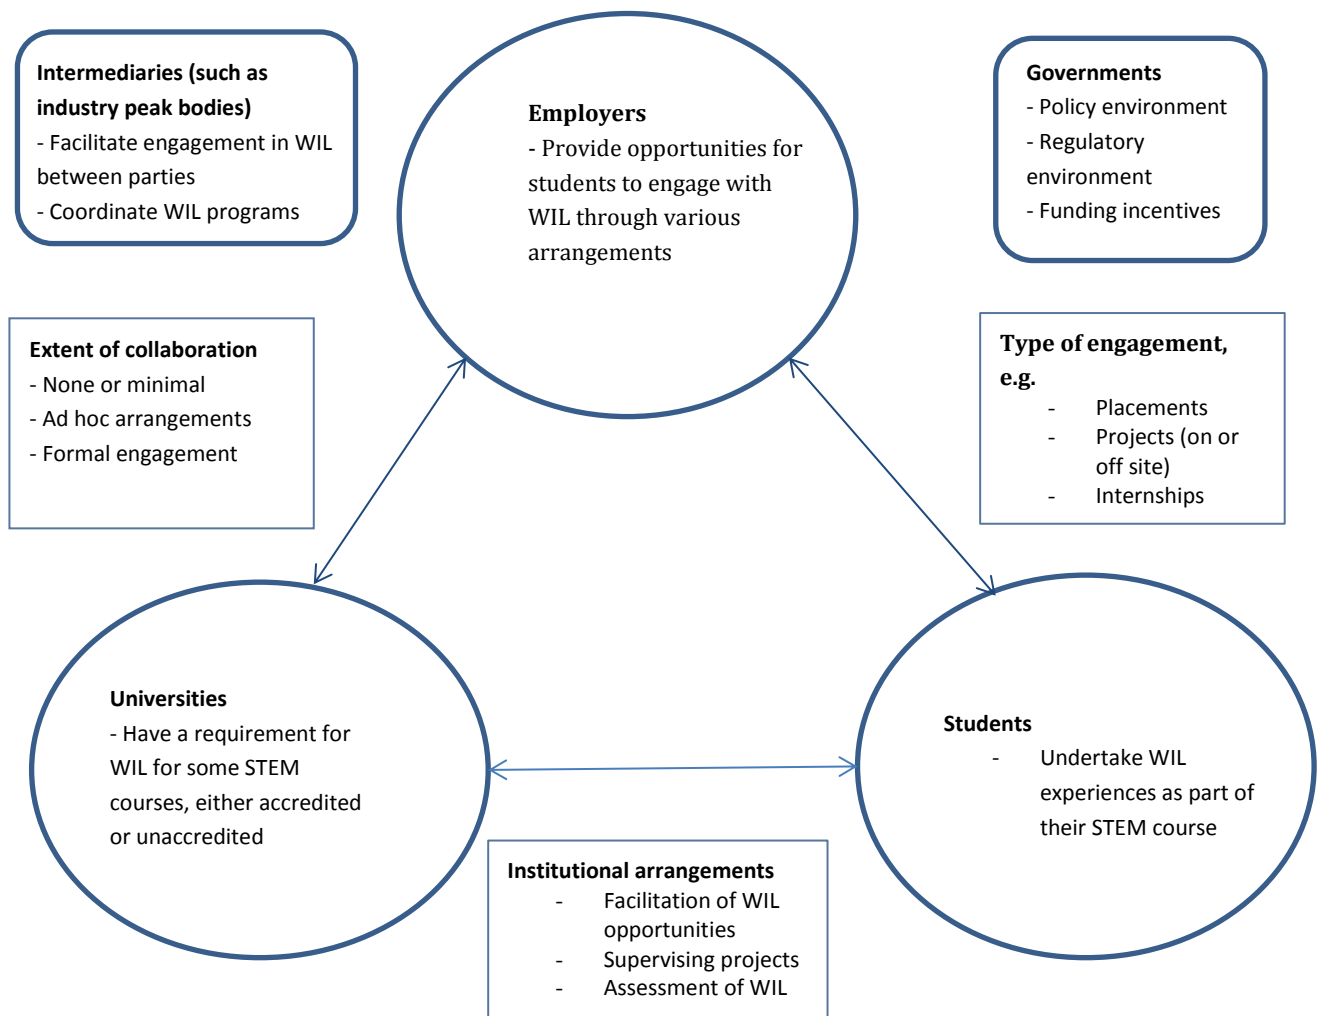 Intermediaries (such as
industry peak bodies)
- Facilitate engagement in WIL
between parties
- Coordinate WIL programs
Employers
- Provide opportunities for
students to engage with
WIL through various
arrangements
Governments
- Policy environment
- Regulatory
environment
- Funding incentives
Extent of collaboration
- None or minimal
- Ad hoc arrangements
- Formal engagement
Type of engagement,
e.g.
- Placements
- Projects (on or
off site)
- Internships
Universities
- Have a requirement for
WIL for some STEM
courses, either accredited
or unaccredited
Students
- Undertake WIL
experiences as part of
their STEM course
Institutional arrangements
- Facilitation of WIL
opportunities
- Supervising projects
- Assessment of WIL